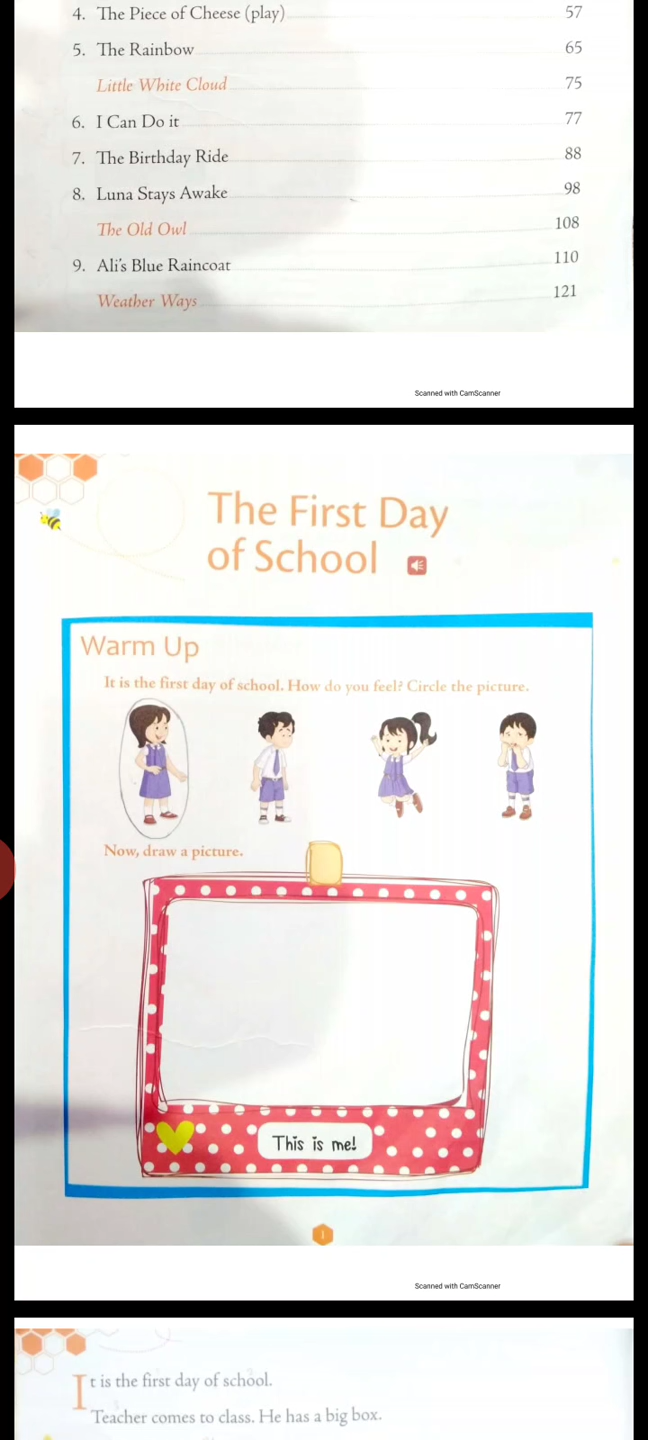 4. The Piece of Cheese (play) 57
5. The Rainbow 65
Little White Cloud 75
6. I Can Do it 77
7. The Birthday Ride 88
8. Luna Stays Awake 98
The Old Owl 108
9. Ali's Blue Raincoat 110
Weather Ways 121
Scanned with CamScanner
The First Day
of School
Warm Up
It is the first day of school. How do you feel? Circle the picture.
Now, draw a picture.
This is me!
1
Scanned with CamScanner
It is the first day of school.
Teacher comes to class. He has a big box.